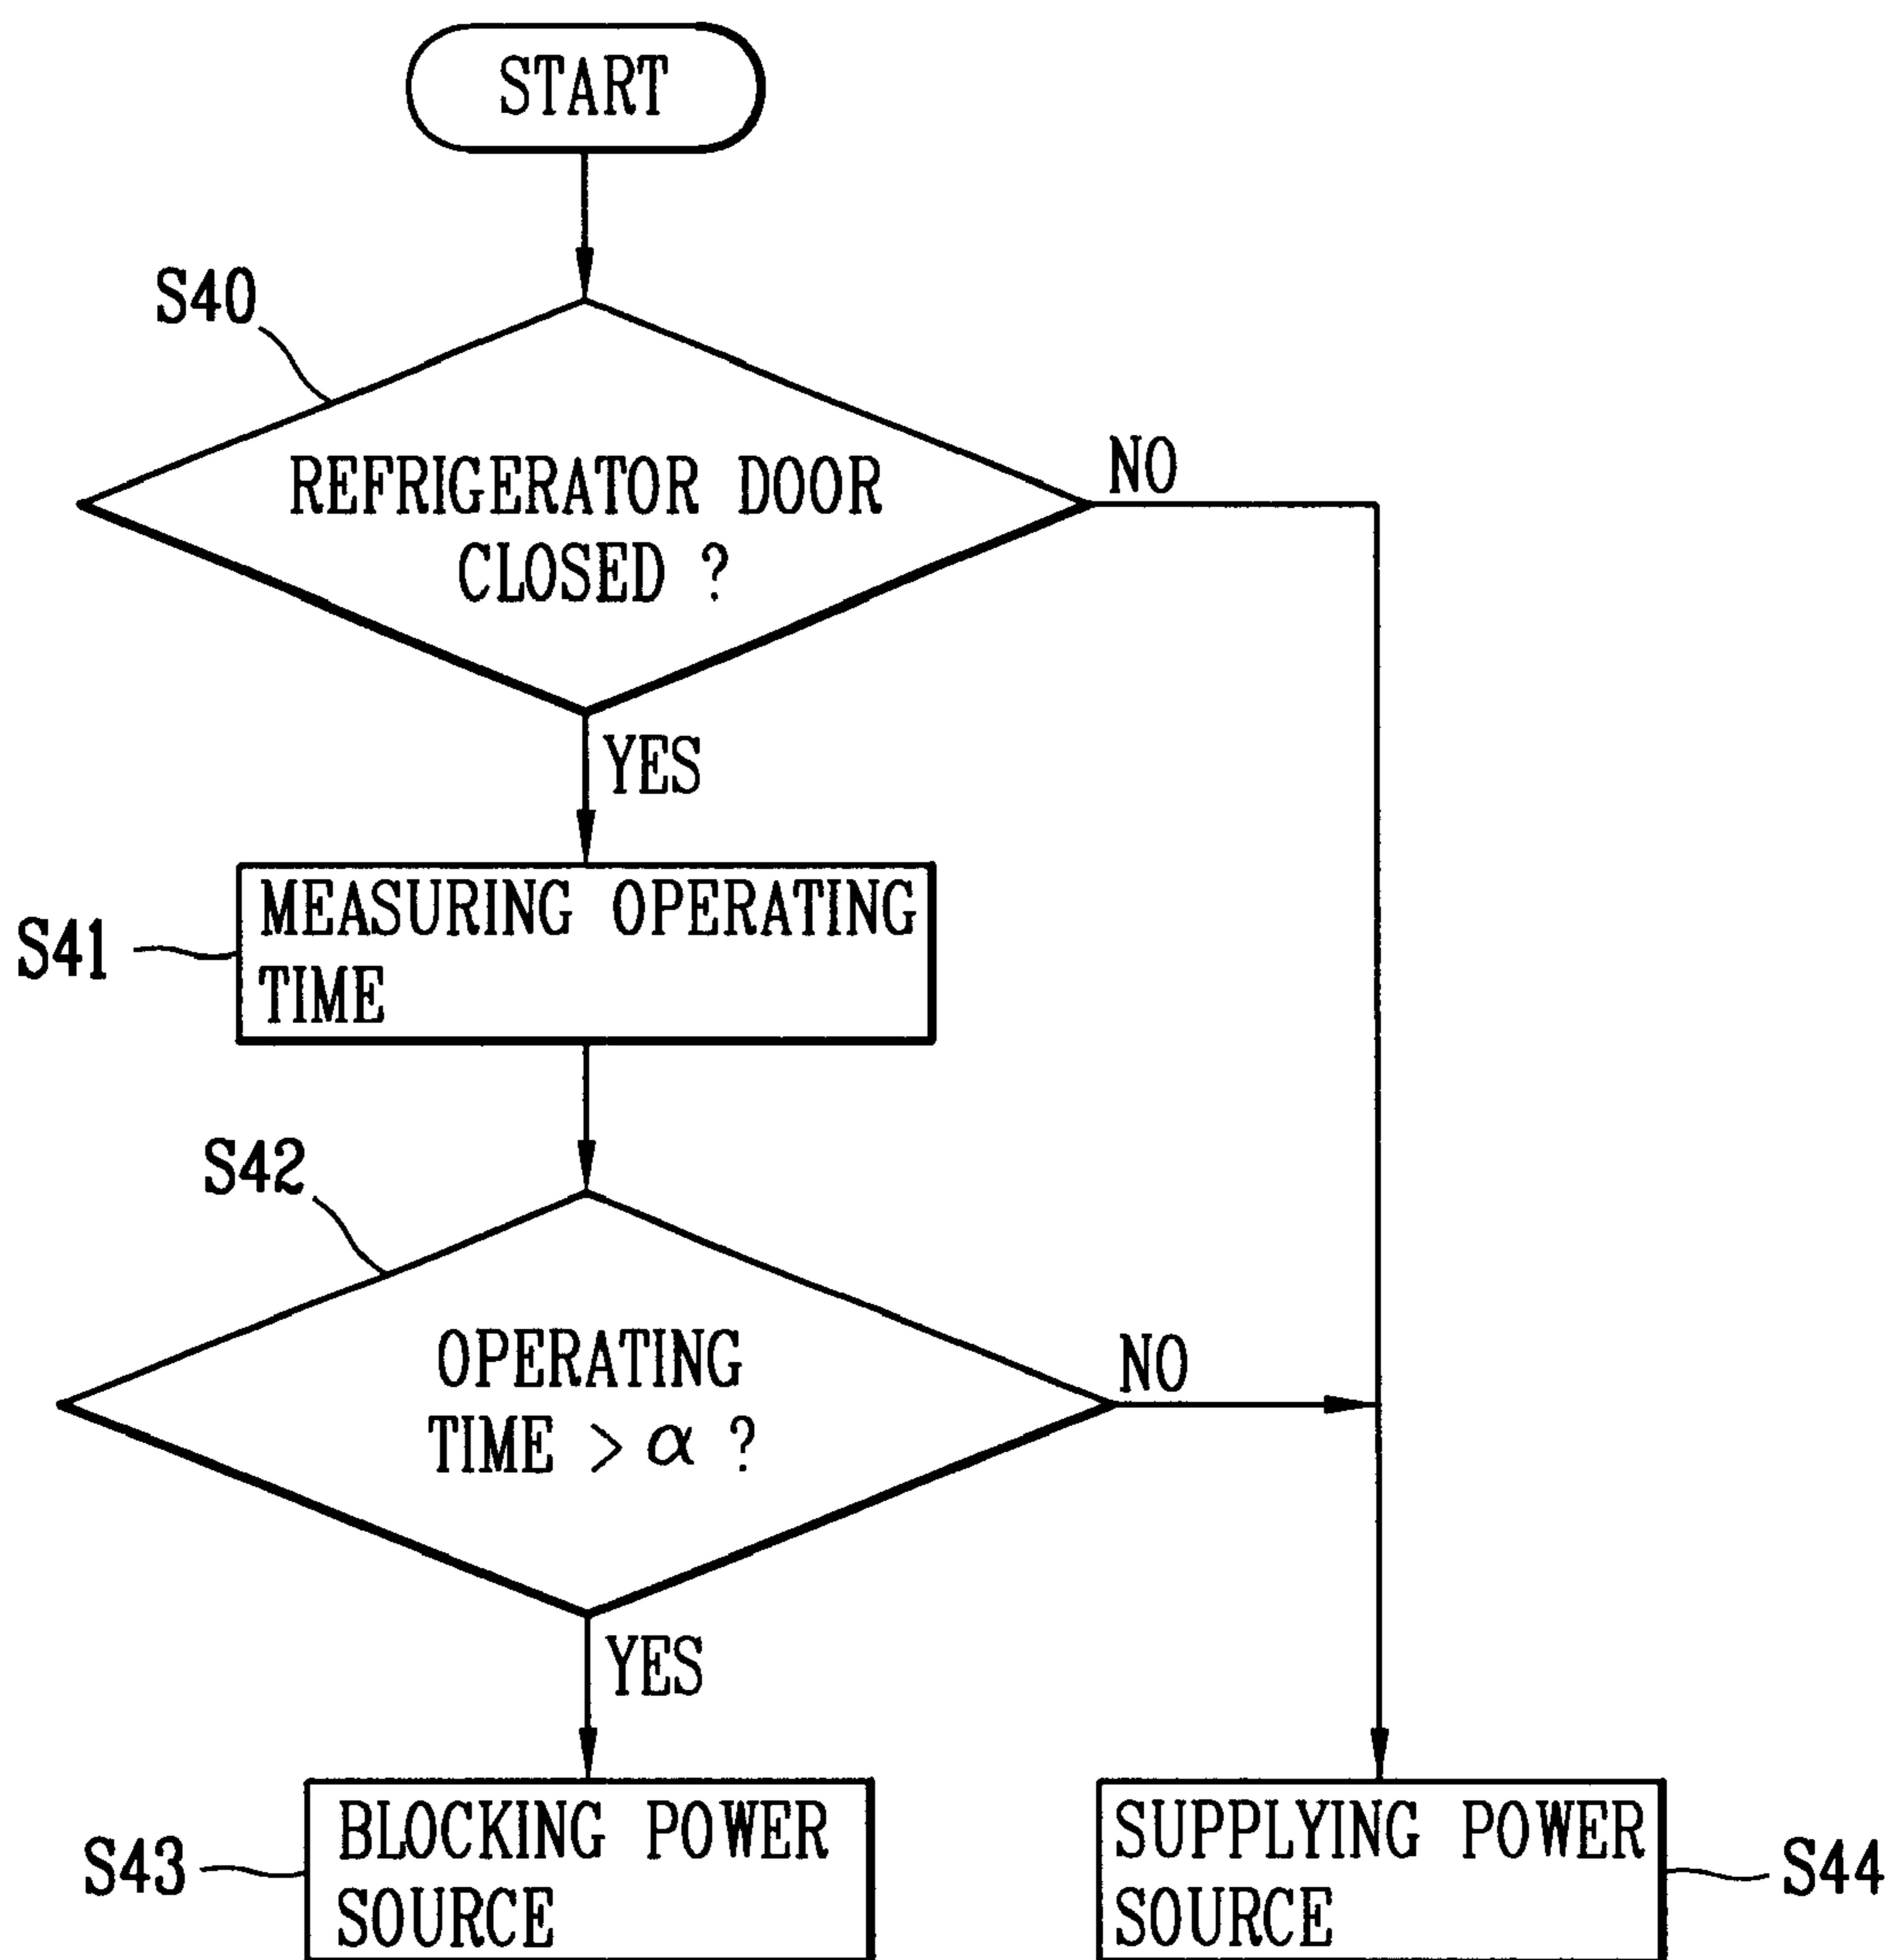 START
S40
REFRIGERATOR DOOR
CLOSED ?
NO
YES
S41
MEASURING OPERATING
TIME
S42
OPERATING
TIME > α ?
NO
YES
S43
BLOCKING POWER
SOURCE
SUPPLYING POWER
SOURCE
S44